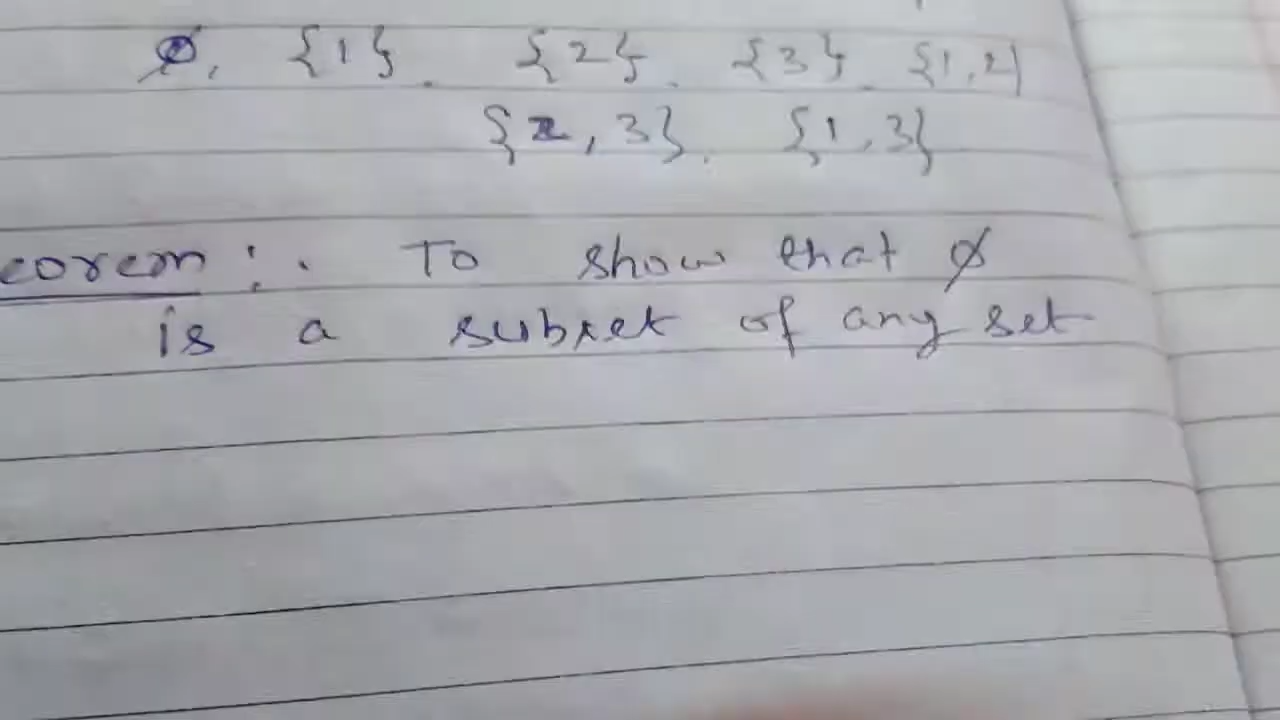 ∅, {1}. {2}. {3}. {1,2}
{2,3}. {1,3}
eorem :. To show that ∅
is a subset of any set